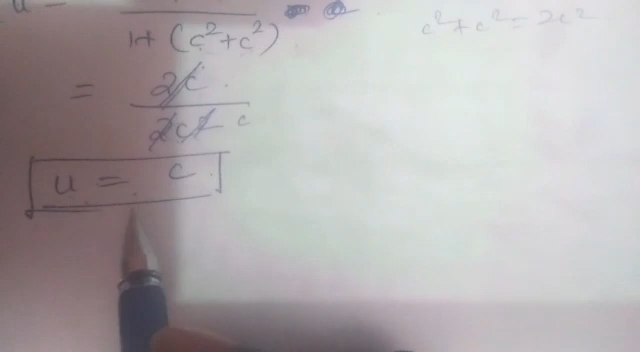 u =
1+ (c²+c²)
c²+c² = 2c²
= 2c
2c² c
u = c